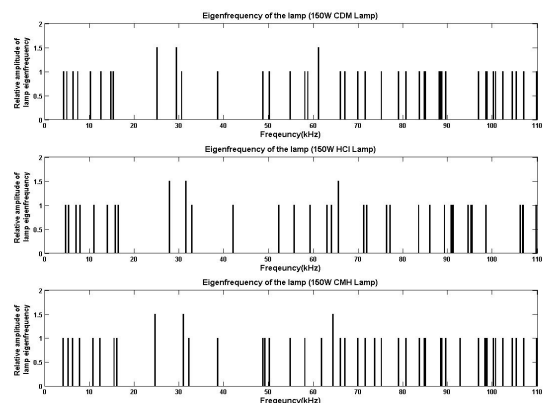 Eigenfrequency of the lamp (150W CDM Lamp)
Relative amplitude of
lamp eigenfrequency
2
1.5
1
0.5
0
0 10 20 30 40 50 60 70 80 90 100 110
Freqeuncy(kHz)
Eigenfrequency of the lamp (150W HCI Lamp)
Relative amplitude of
lamp eigenfrequency
2
1.5
1
0.5
0
0 10 20 30 40 50 60 70 80 90 100 110
Freqeuncy(kHz)
Eigenfrequency of the lamp (150W CMH Lamp)
Relative amplitude of
lamp eigenfrequency
2
1.5
1
0.5
0
0 10 20 30 40 50 60 70 80 90 100 110
Freqeuncy(kHz)